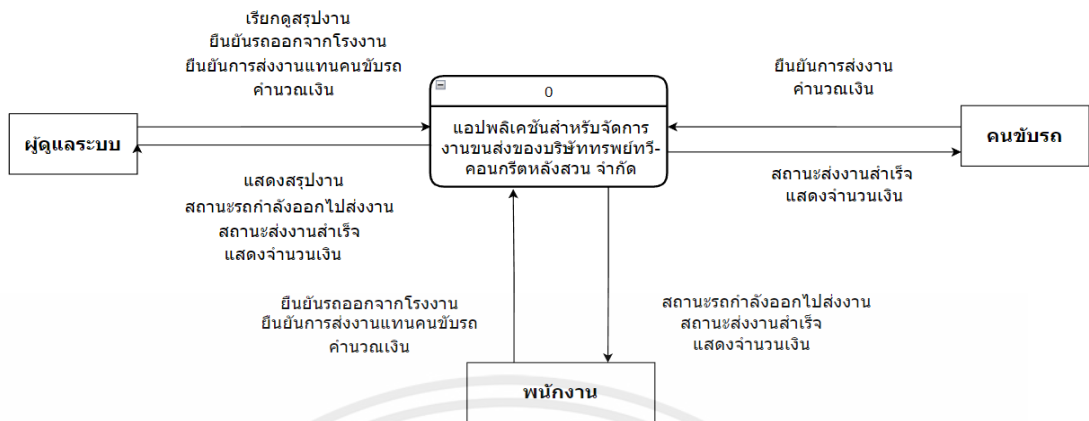 เรียกดูสรุปงาน
ยืนยันรถออกจากโรงงาน
ยืนยันการส่งงานแทนคนขับรถ
คำนวณเงิน
ยืนยันการส่งงาน
คำนวณเงิน
0
แอปพลิเคชันสำหรับจัดการ
งานขนส่งของบริษัททรัพย์ทวี-
คอนกรีตหลังสวน จำกัด
ผู้ดูแลระบบ
คนขับรถ
แสดงสรุปงาน
สถานะรถกำลังออกไปส่งงาน
สถานะส่งงานสำเร็จ
แสดงจำนวนเงิน
สถานะส่งงานสำเร็จ
แสดงจำนวนเงิน
ยืนยันรถออกจากโรงงาน
ยืนยันการส่งงานแทนคนขับรถ
คำนวณเงิน
สถานะรถกำลังออกไปส่งงาน
สถานะส่งงานสำเร็จ
แสดงจำนวนเงิน
พนักงาน